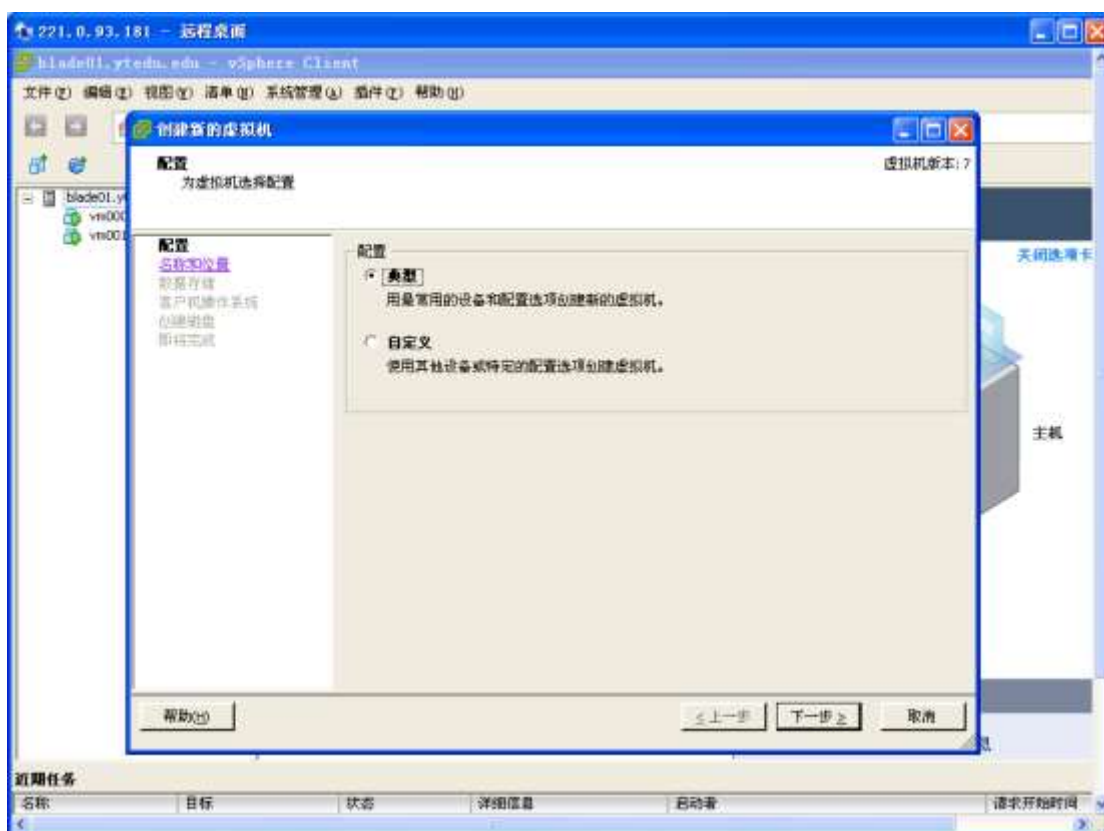 221.0.93.181 - 远程桌面
blade01.ytedu.edu - vSphere Client
文件(F) 编辑(E) 视图(V) 清单(N) 系统管理(A) 插件(P) 帮助(H)
创建新的虚拟机
配置
为虚拟机选择配置
虚拟机版本: 7
blade01.y
vm000
vm001
配置
名称和位置
数据存储
客户机操作系统
创建磁盘
即将完成
配置
典型
用最常用的设备和配置选项创建新的虚拟机。
自定义
使用其他设备或特定的配置选项创建虚拟机。
关闭选项卡
主机
帮助(H)
≤上一步
下一步≥
取消
近期任务
名称
目标
状态
详细信息
启动者
请求开始时间